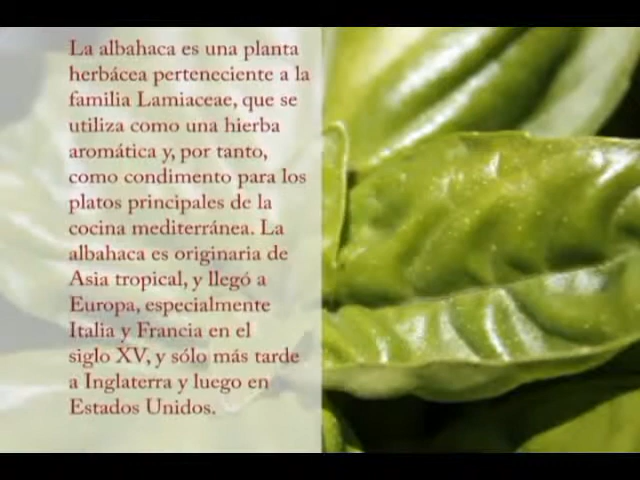 La albahaca es una planta
herbácea perteneciente a la
familia Lamiaceae, que se
utiliza como una hierba
aromática y, por tanto,
como condimento para los
platos principales de la
cocina mediterránea. La
albahaca es originaria de
Asia tropical, y llegó a
Europa, especialmente
Italia y Francia en el
siglo XV, y sólo más tarde
a Inglaterra y luego en
Estados Unidos.